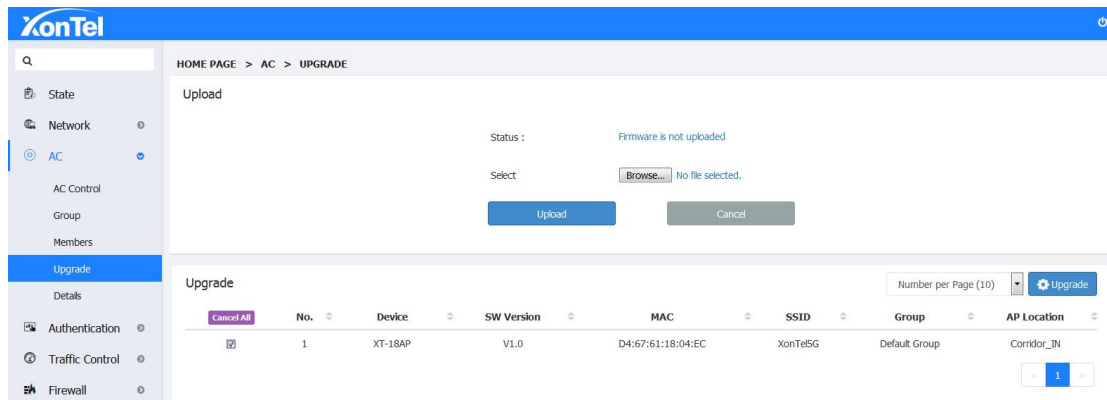 XonTel
HOME PAGE > AC > UPGRADE
State
Network
AC
AC Control
Group
Members
Upgrade
Details
Authentication
Traffic Control
Firewall
Upload
Status : Firmware is not uploaded
Select Browse... No file selected.
Upload Cancel
Upgrade Number per Page (10) Upgrade
Cancel All No. Device SW Version MAC SSID Group AP Location
1 XT-18AP V1.0 D4:67:61:18:04:EC XonTel5G Default Group Corridor_IN
< 1 >